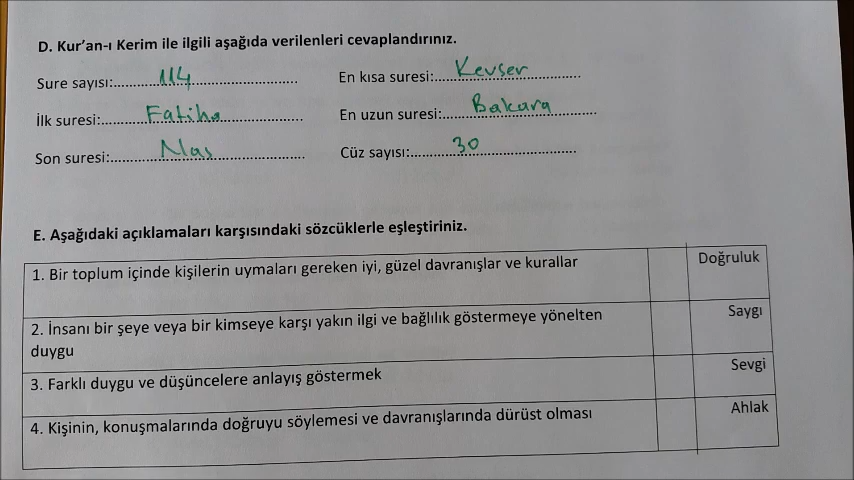 D. Kur'an-ı Kerim ile ilgili aşağıda verilenleri cevaplandırınız.
Sure sayısı:..........114.......... En kısa suresi:.....Kevser..........
İlk suresi:..........Fatiha.......... En uzun suresi:.....Bakara..........
Son suresi:..........Nas.......... Cüz sayısı:..........30..........
E. Aşağıdaki açıklamaları karşısındaki sözcüklerle eşleştiriniz.
1. Bir toplum içinde kişilerin uymaları gereken iyi, güzel davranışlar ve kurallar Doğruluk
2. İnsanı bir şeye veya bir kimseye karşı yakın ilgi ve bağlılık göstermeye yönelten Saygı
duygu
3. Farklı duygu ve düşüncelere anlayış göstermek Sevgi
4. Kişinin, konuşmalarında doğruyu söylemesi ve davranışlarında dürüst olması Ahlak